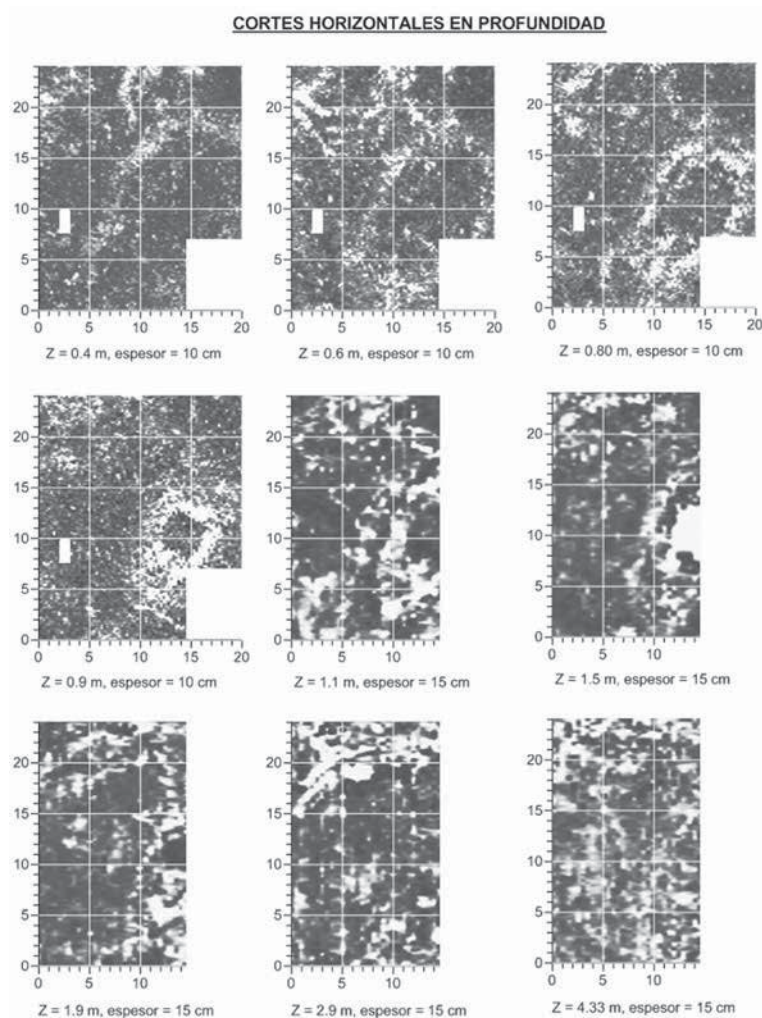 CORTES HORIZONTALES EN PROFUNDIDAD
20
15
10
5
0
0 5 10 15 20
Z = 0.4 m, espesor = 10 cm
20
15
10
5
0
0 5 10 15 20
Z = 0.6 m, espesor = 10 cm
20
15
10
5
0
0 5 10 15 20
Z = 0.80 m, espesor = 10 cm
20
15
10
5
0
0 5 10 15 20
Z = 0.9 m, espesor = 10 cm
20
15
10
5
0
0 5 10
Z = 1.1 m, espesor = 15 cm
20
15
10
5
0
0 5 10
Z = 1.5 m, espesor = 15 cm
20
15
10
5
0
0 5 10
Z = 1.9 m, espesor = 15 cm
20
15
10
5
0
0 5 10
Z = 2.9 m, espesor = 15 cm
20
15
10
5
0
0 5 10
Z = 4.33 m, espesor = 15 cm